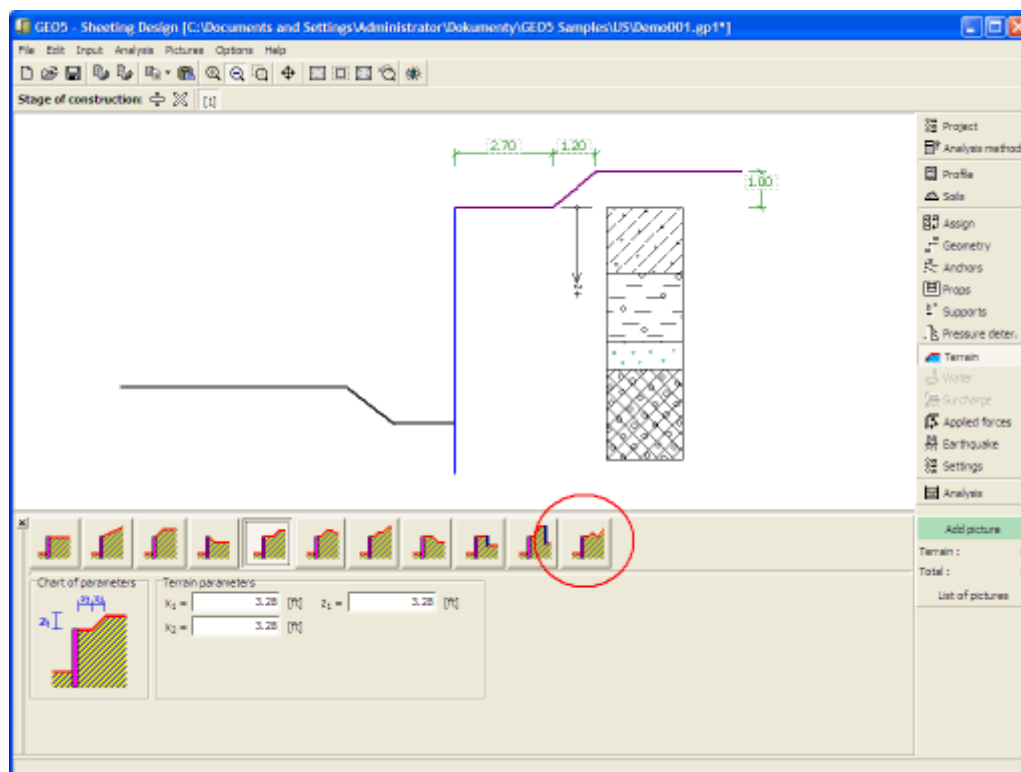 GEO5 - Sheeting Design [C:\Documents and Settings\Administrator\Dokumenty\GEO5 Samples\US\Demo001.gp1*]
File Edit Input Analysis Pictures Options Help
Stage of construction: [1]
2.70 1.20
1.00
+z
Project
Analysis method
Profile
Soils
Assign
Geometry
Anchors
Props
Supports
Pressure deter.
Terrain
Water
Surcharge
Applied forces
Earthquake
Settings
Analysis
Add picture
Terrain :
Total :
List of pictures
Chart of parameters
z1
Terrain parameters
x1 = 3.28 [ft] z1 = 3.28 [ft]
x2 = 3.28 [ft]